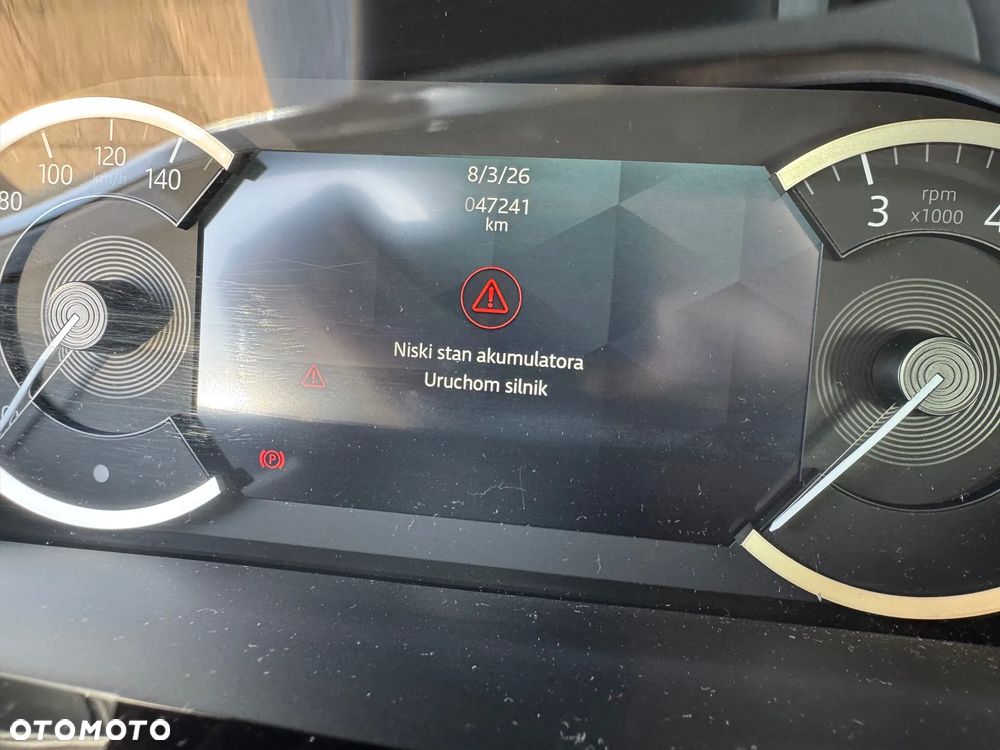 8/3/26
047241
km
Niski stan akumulatora
Uruchom silnik
80
100
120
km/h
140
3
rpm
x1000
4
P
OTOMOTO